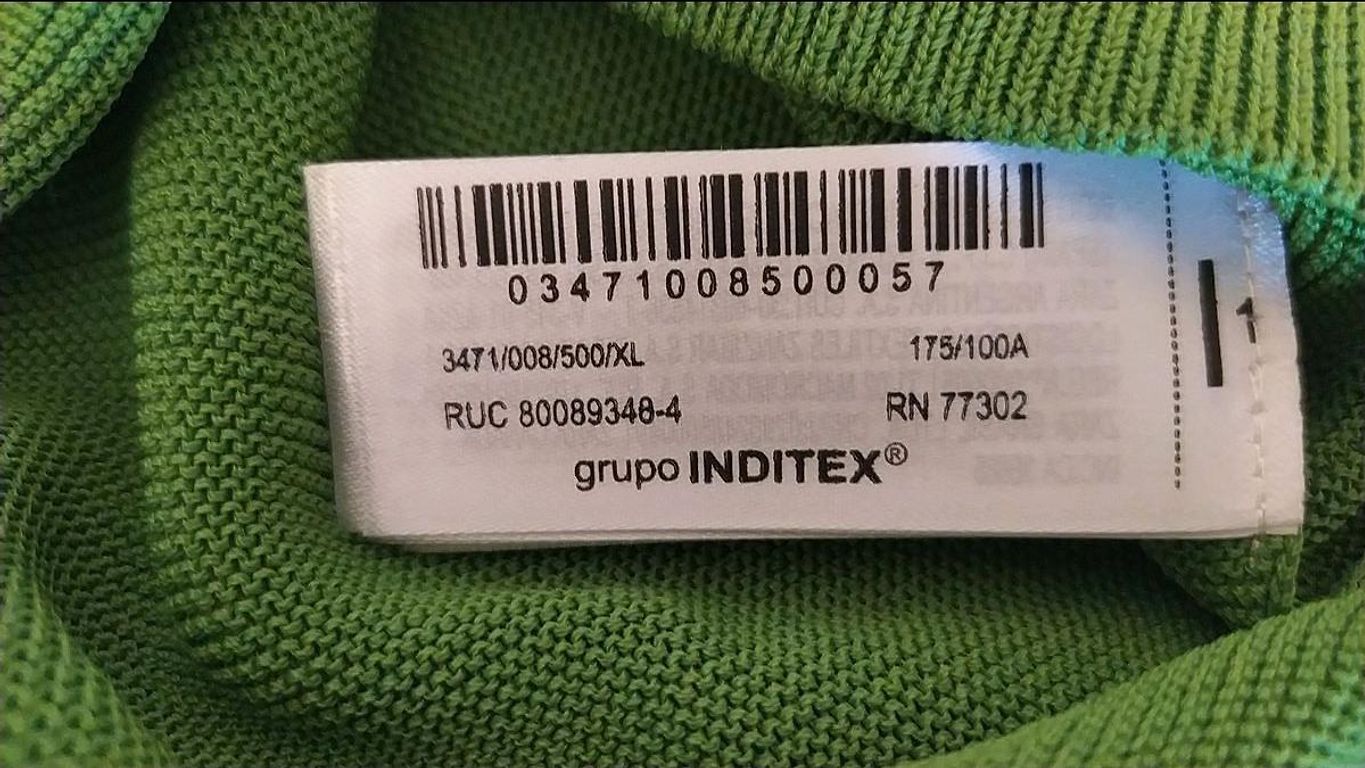 03471008500057
3471/008/500/XL 175/100A
RUC 80089348-4 RN 77302
grupo INDITEX®
1